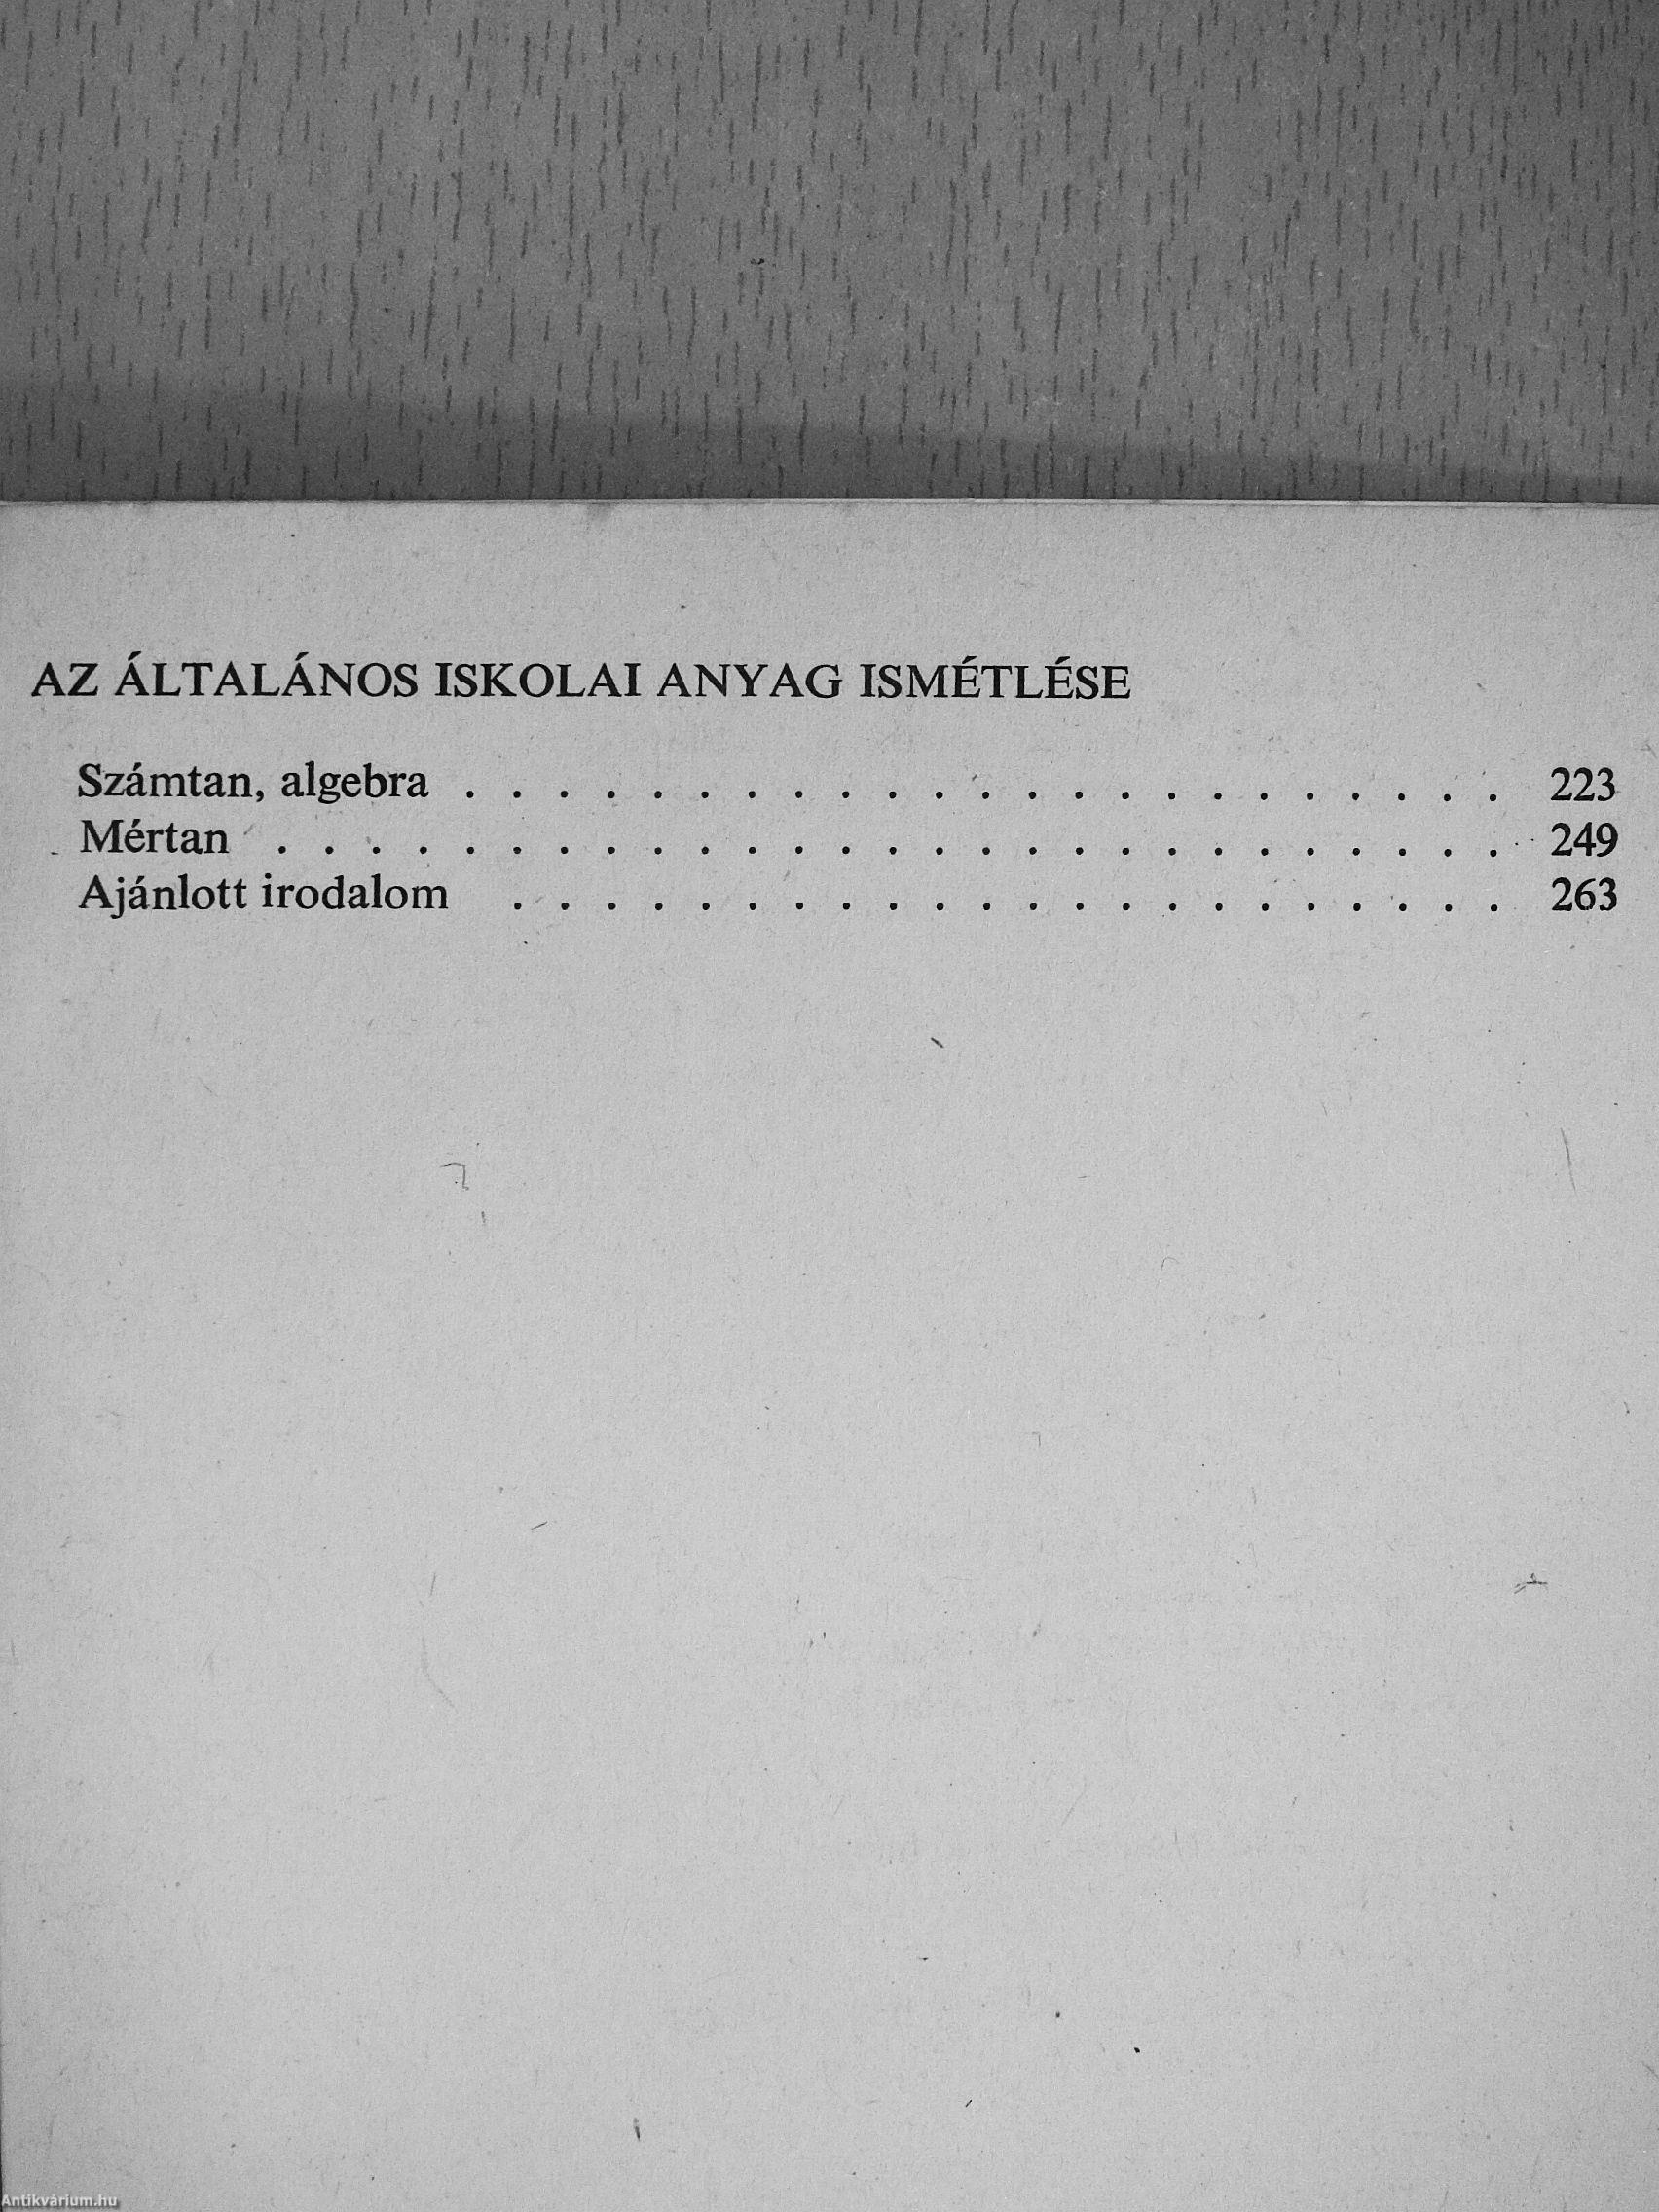 AZ ÁLTALÁNOS ISKOLAI ANYAG ISMÉTLÉSE
Számtan, algebra . . . . . . . . . . . . . . . . . . . . . . . 223
Mértan . . . . . . . . . . . . . . . . . . . . . . . . . . . 249
Ajánlott irodalom . . . . . . . . . . . . . . . . . . . . . . 263
Antikvárium.hu